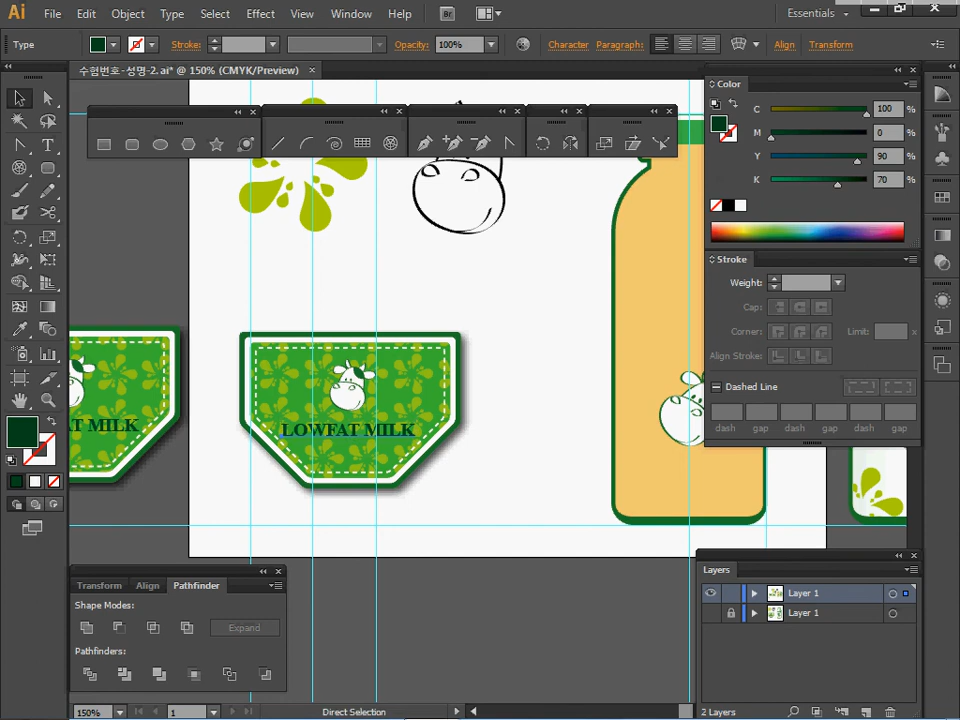 Ai File Edit Object Type Select Effect View Window Help Br Essentials
Type Stroke: Opacity: 100% Character Paragraph: Align Transform
수험번호-성명-2.ai* @ 150% (CMYK/Preview) ×
Color
C 100 %
M 0 %
Y 90 %
K 70 %
Stroke
Weight:
Cap:
Corner: Limit: x
Align Stroke:
Dashed Line
dash gap dash gap dash gap
FAT MILK
LOWFAT MILK
Transform Align Pathfinder
Shape Modes:
Expand
Pathfinders:
Layers
Layer 1
Layer 1
2 Layers
150% 1 Direct Selection